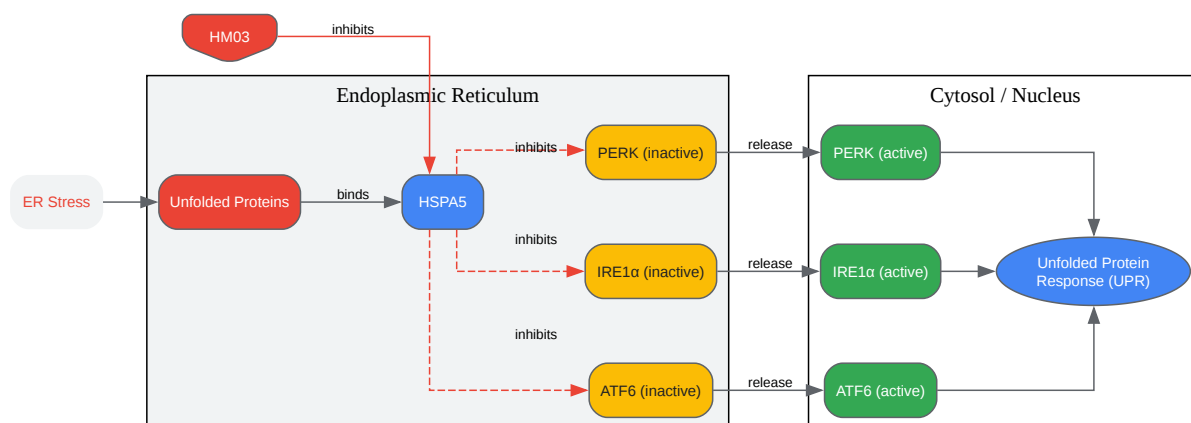 HM03
inhibits
Endoplasmic Reticulum
Cytosol / Nucleus
inhibits
PERK (inactive)
release
PERK (active)
ER Stress
Unfolded Proteins
binds
HSPA5
inhibits
IRE1α (inactive)
release
IRE1α (active)
Unfolded Protein
Response (UPR)
inhibits
ATF6 (inactive)
release
ATF6 (active)